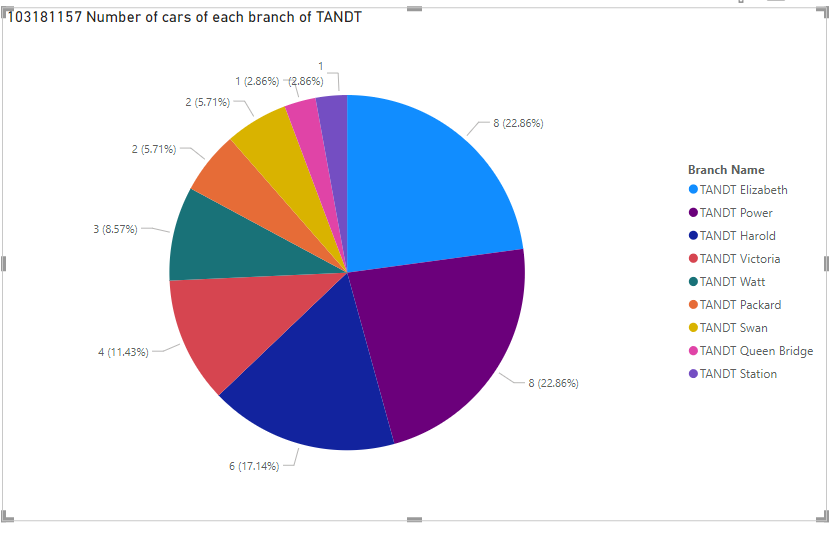 103181157 Number of cars of each branch of TANDT
1
1 (2.86%)
(2.86%)
2 (5.71%)
8 (22.86%)
2 (5.71%)
3 (8.57%)
4 (11.43%)
8 (22.86%)
6 (17.14%)
Branch Name
TANDT Elizabeth
TANDT Power
TANDT Harold
TANDT Victoria
TANDT Watt
TANDT Packard
TANDT Swan
TANDT Queen Bridge
TANDT Station